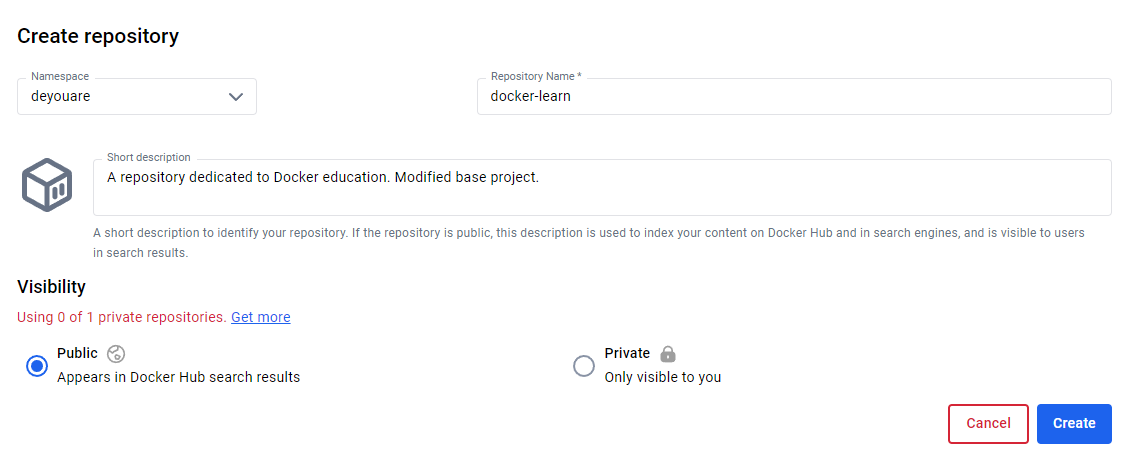 Create repository
Namespace
deyouare
Repository Name *
docker-learn
Short description
A repository dedicated to Docker education. Modified base project.
A short description to identify your repository. If the repository is public, this description is used to index your content on Docker Hub and in search engines, and is visible to users
in search results.
Visibility
Using 0 of 1 private repositories. Get more
Public
Appears in Docker Hub search results
Private
Only visible to you
Cancel
Create